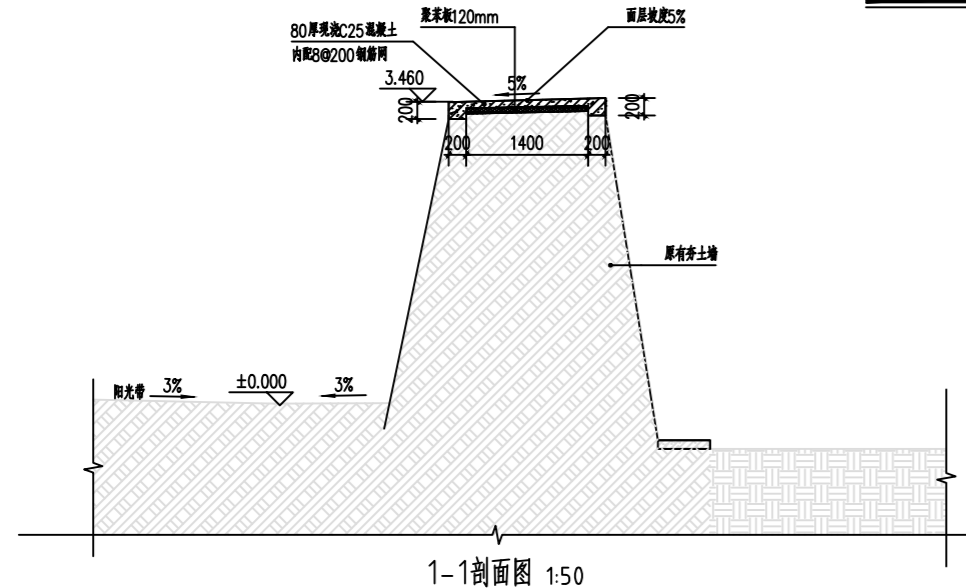 聚苯板120mm
面层坡度5%
80厚现浇C25混凝土
内配8@200钢筋网
3.460
5%
200
200
200
1400
200
原有夯土墙
阳光带
3%
±0.000
3%
1-1剖面图 1:50